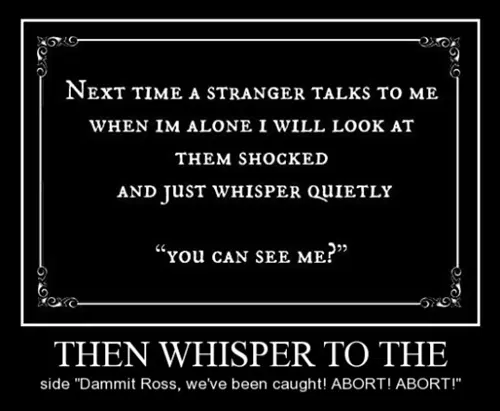 Next time a stranger talks to me
when im alone I will look at
them shocked
and just whisper quietly
“you can see me?”
THEN WHISPER TO THE
side "Dammit Ross, we've been caught! ABORT! ABORT!"